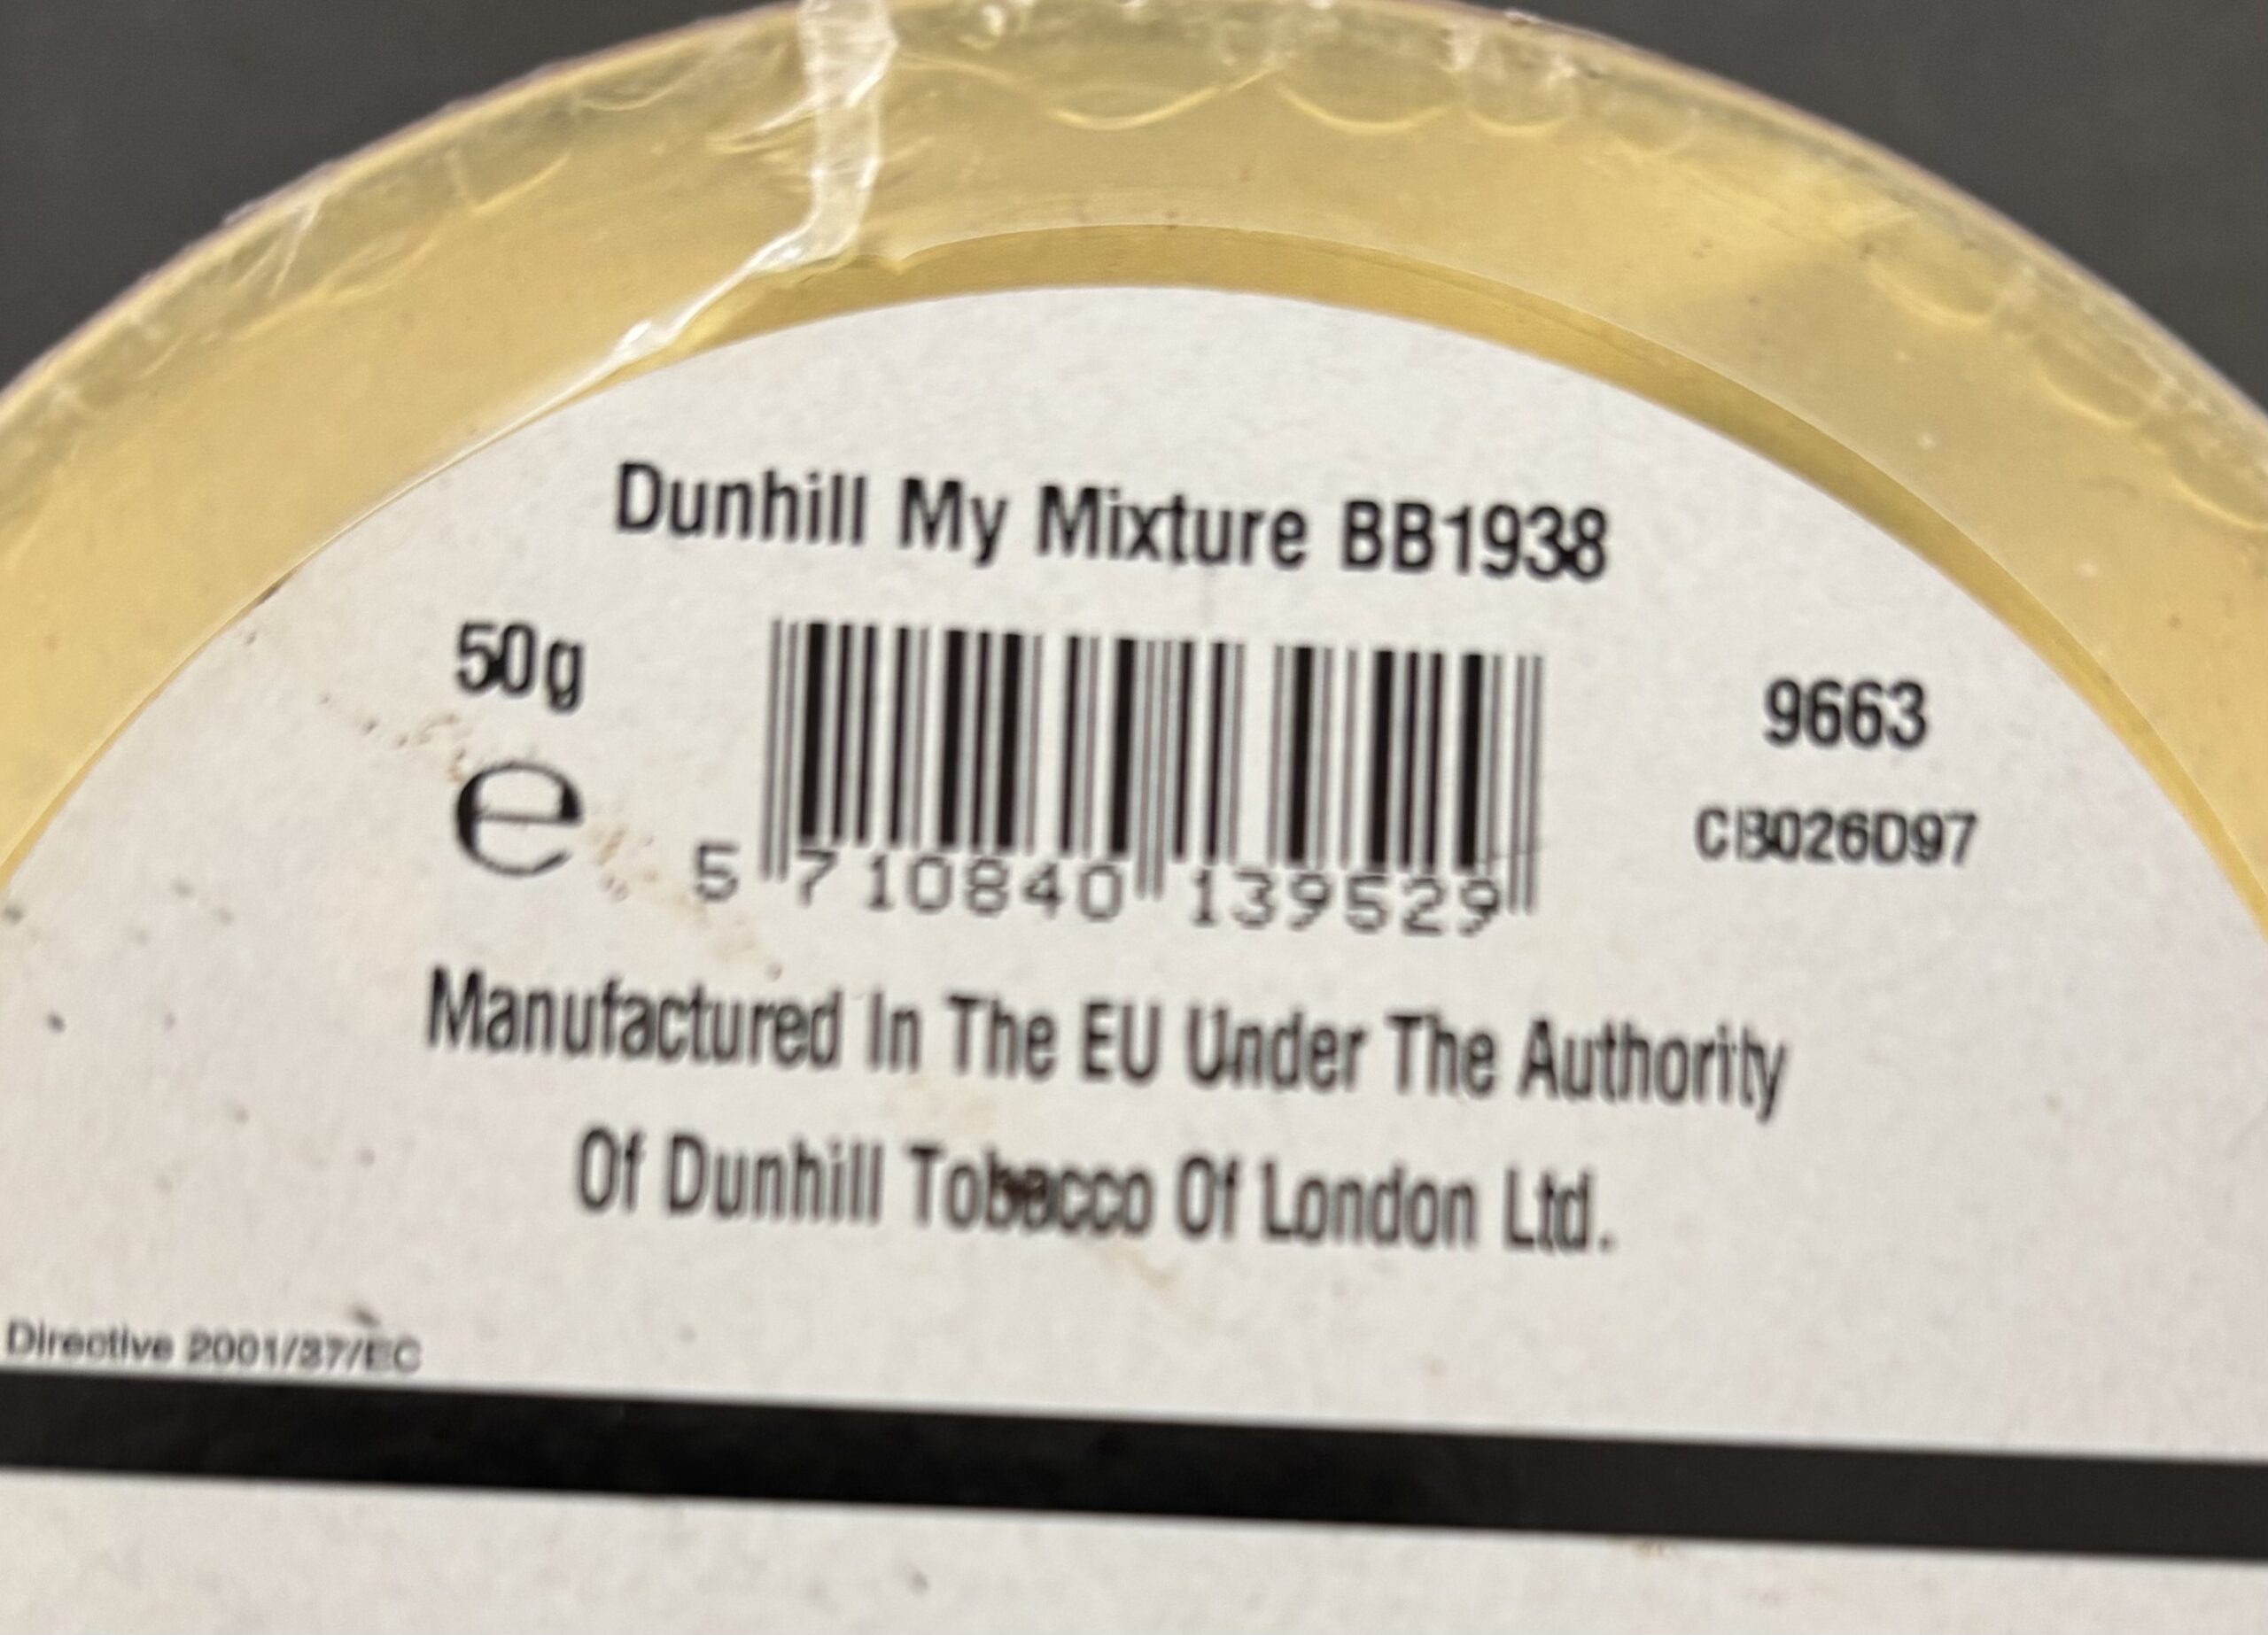 Dunhill My Mixture BB1938
50g
e
5 710840 139529
9663
CB026D97
Manufactured In The EU Under The Authority
Of Dunhill Tobacco Of London Ltd.
Directive 2001/37/EC